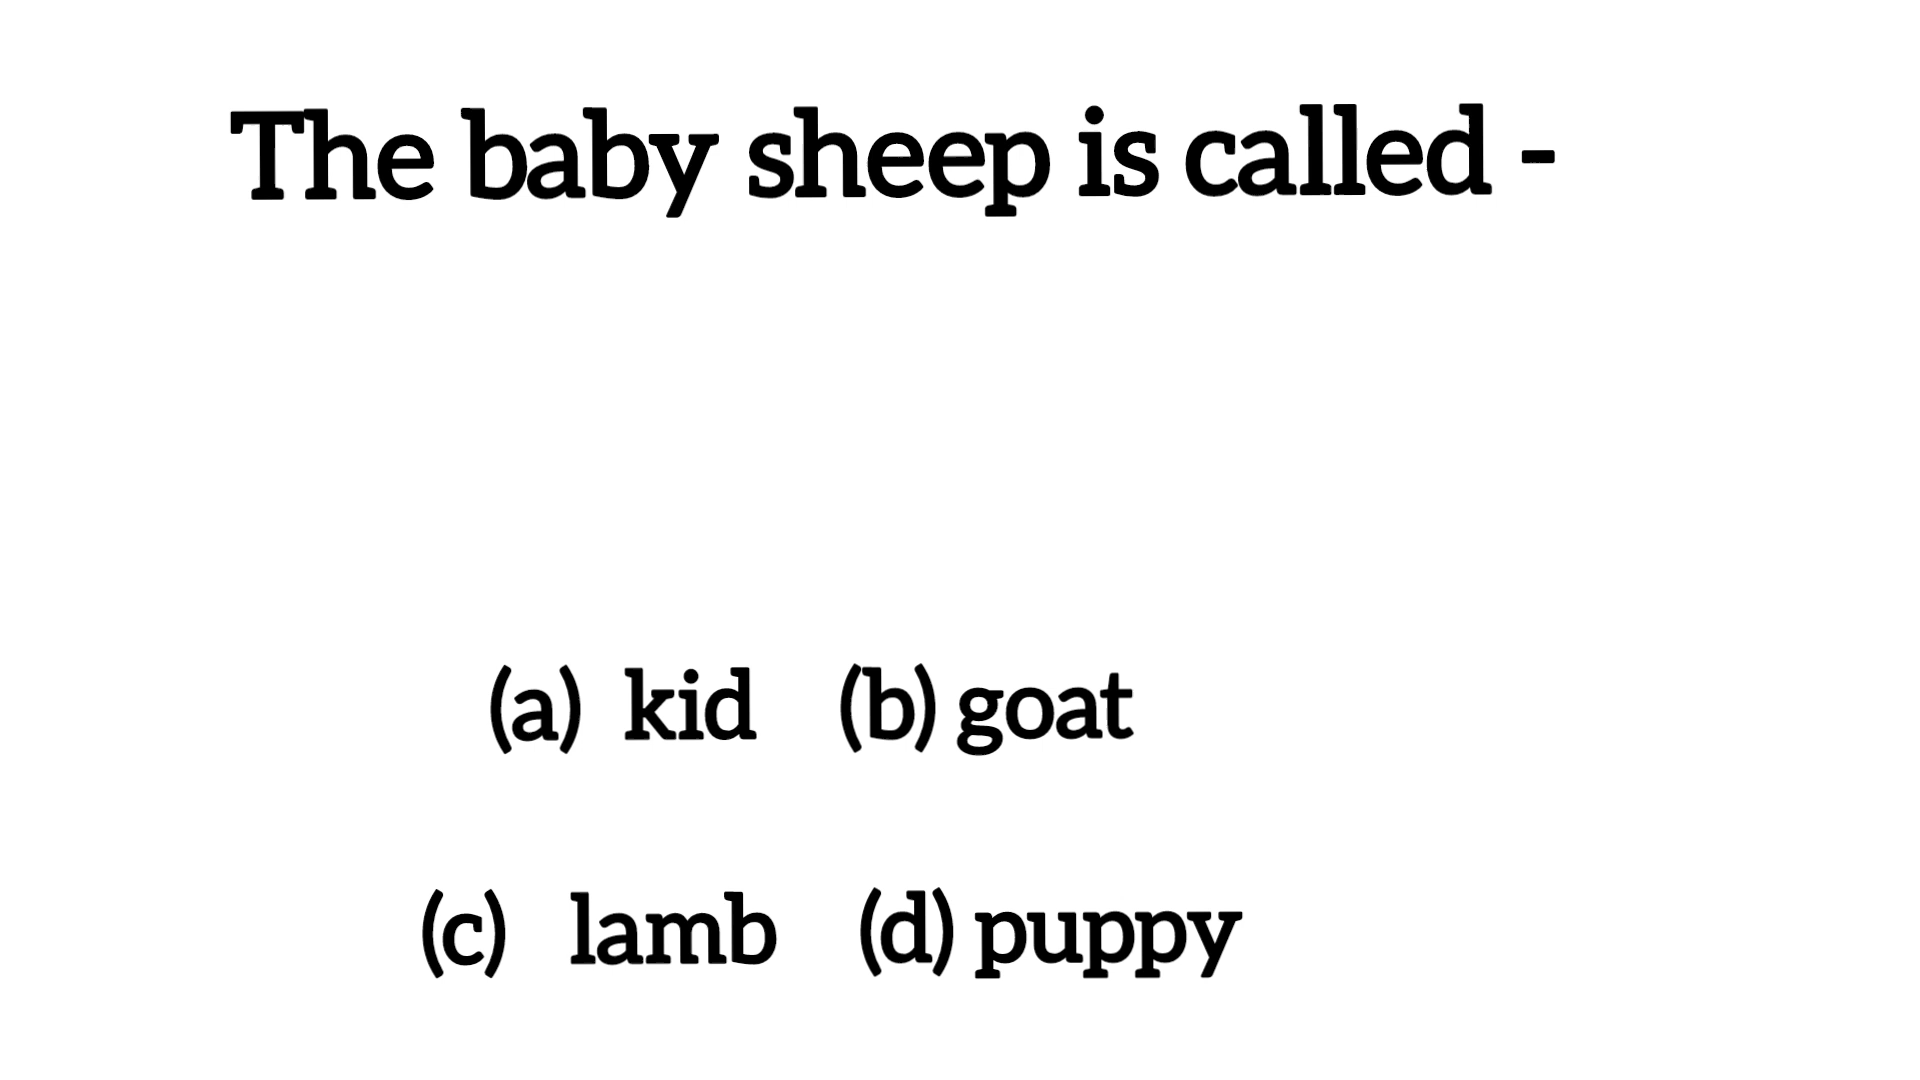 The baby sheep is called -
(a) kid (b) goat
(c) lamb (d) puppy